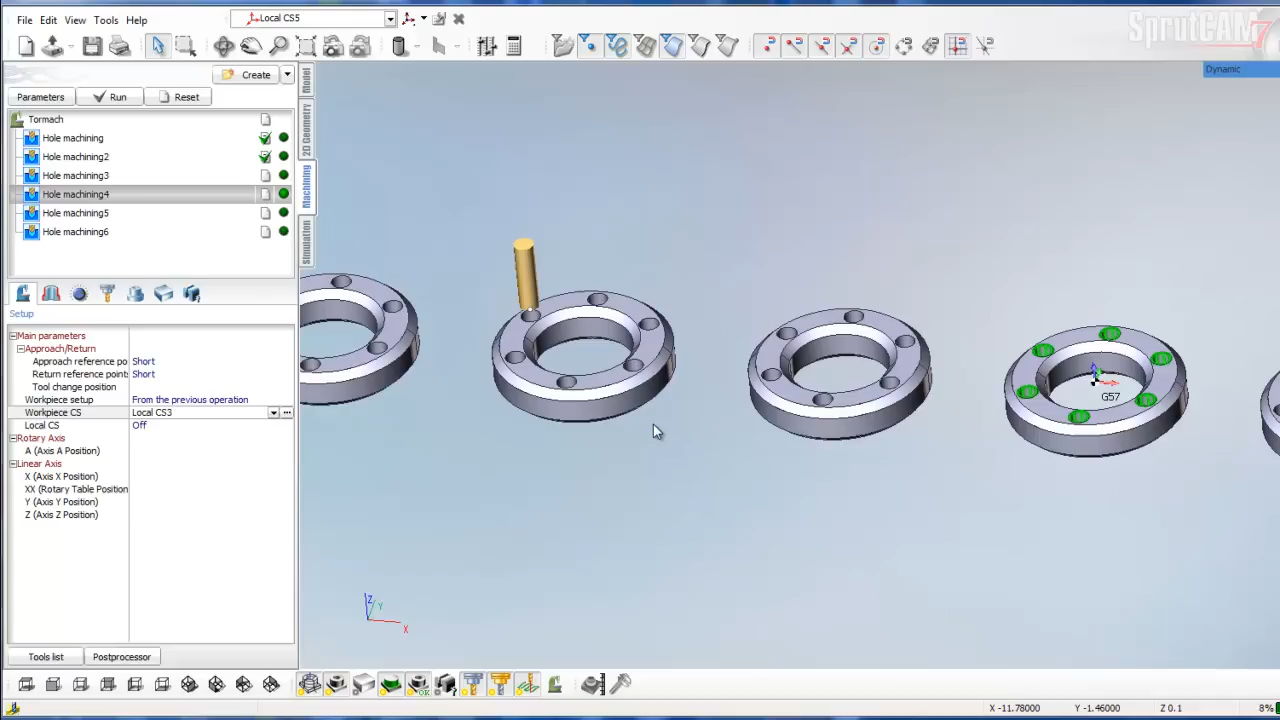 File Edit View Tools Help
Local CS5
SprutCAM 7
Dynamic
Create
Parameters Run Reset
Tormach
Hole machining
Hole machining2
Hole machining3
Hole machining4
Hole machining5
Hole machining6
Model
2D Geometry
Machining
Simulation
Setup
Main parameters
Approach/Return
Approach reference po Short
Return reference points Short
Tool change position
Workpiece setup From the previous operation
Workpiece CS Local CS3
Local CS Off
Rotary Axis
A (Axis A Position)
Linear Axis
X (Axis X Position)
XX (Rotary Table Position
Y (Axis Y Position)
Z (Axis Z Position)
G57
Z
Y
X
Tools list Postprocessor
OK
X -11.78000 Y -1.46000 Z 0.1 8%